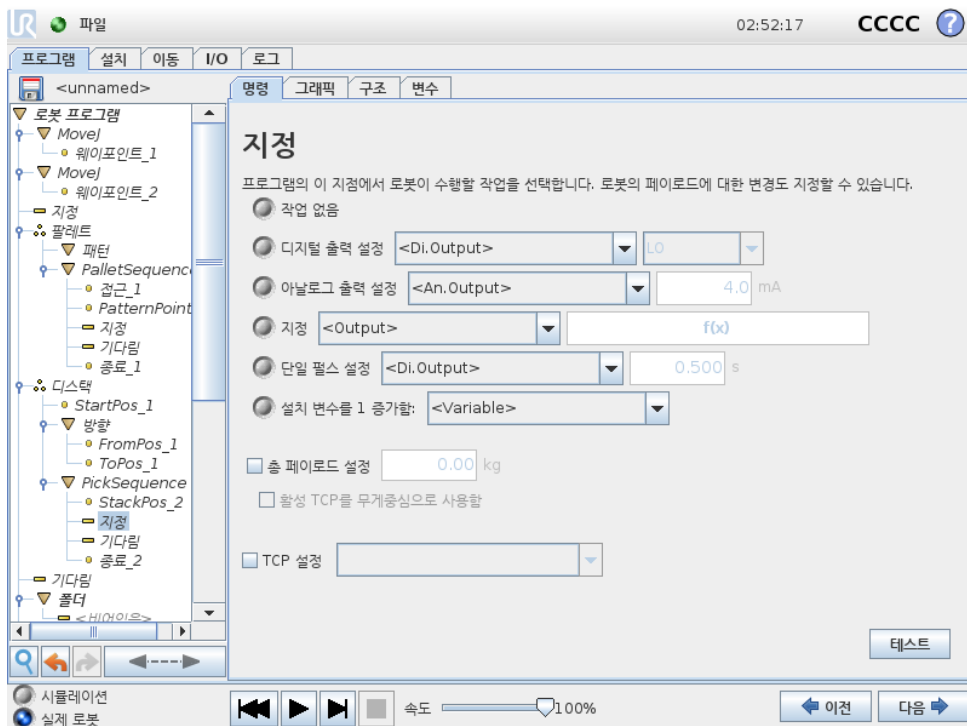 UR 파일 02:52:17 CCCC ?
프로그램 설치 이동 I/O 로그
<unnamed> 명령 그래픽 구조 변수
로봇 프로그램
MoveJ
웨이포인트_1
MoveJ
웨이포인트_2
지정
팔레트
패턴
PalletSequenc
접근_1
PatternPoint
지정
기다림
종료_1
디스택
StartPos_1
방향
FromPos_1
ToPos_1
PickSequence
StackPos_2
지정
기다림
종료_2
기다림
폴더
<비어있음>
지정
프로그램의 이 지점에서 로봇이 수행할 작업을 선택합니다. 로봇의 페이로드에 대한 변경도 지정할 수 있습니다.
작업 없음
디지털 출력 설정 <Di.Output> LO
아날로그 출력 설정 <An.Output> 4.0 mA
지정 <Output> f(x)
단일 펄스 설정 <Di.Output> 0.500 s
설치 변수를 1 증가함: <Variable>
총 페이로드 설정 0.00 kg
활성 TCP를 무게중심으로 사용함
TCP 설정
테스트
시뮬레이션
실제 로봇
속도 100%
이전 다음